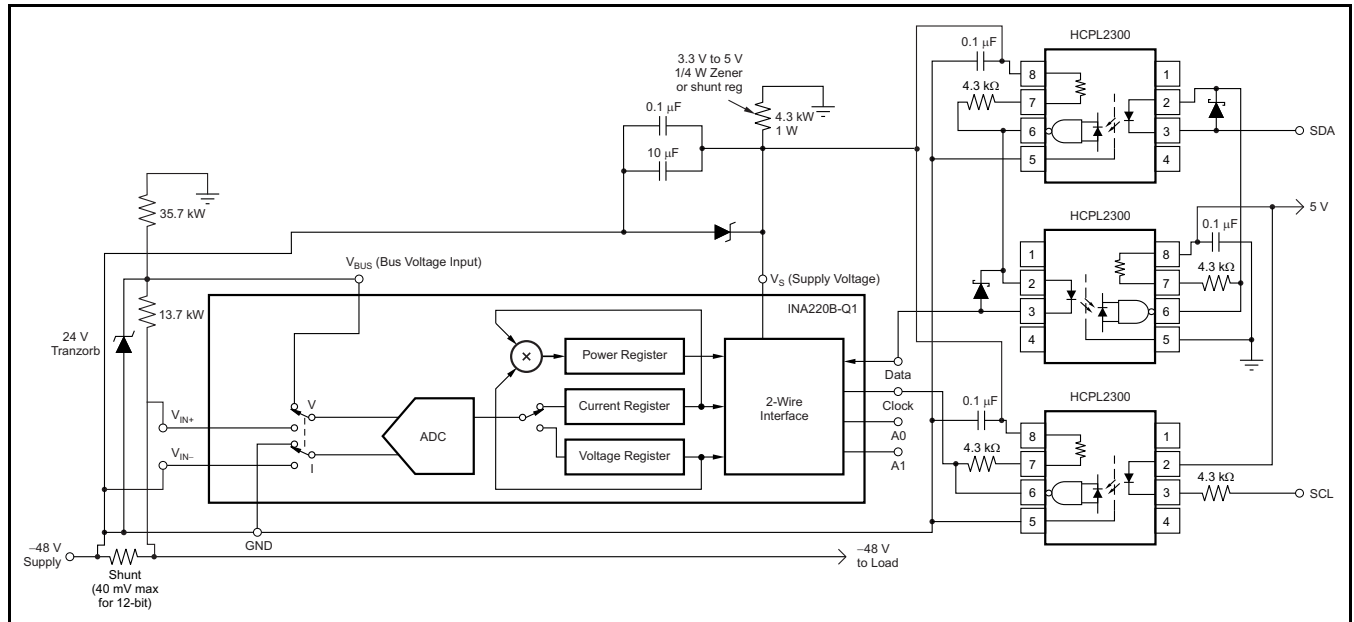 3.3 V to 5 V
1/4 W Zener
or shunt reg
0.1 μF
10 μF
4.3 kW
1 W
35.7 kW
13.7 kW
24 V
Tranzorb
VBUS (Bus Voltage Input)
VS (Supply Voltage)
INA220B-Q1
VIN+
VIN–
V
I
ADC
×
Power Register
Current Register
Voltage Register
2-Wire
Interface
Data
Clock
A0
A1
GND
–48 V
Supply
Shunt
(40 mV max
for 12-bit)
–48 V
to Load
HCPL2300
0.1 μF
4.3 kΩ
8
7
6
5
1
2
3
4
SDA
HCPL2300
5 V
0.1 μF
4.3 kΩ
1
2
3
4
8
7
6
5
HCPL2300
0.1 μF
4.3 kΩ
8
7
6
5
1
2
3
4
4.3 kΩ
SCL